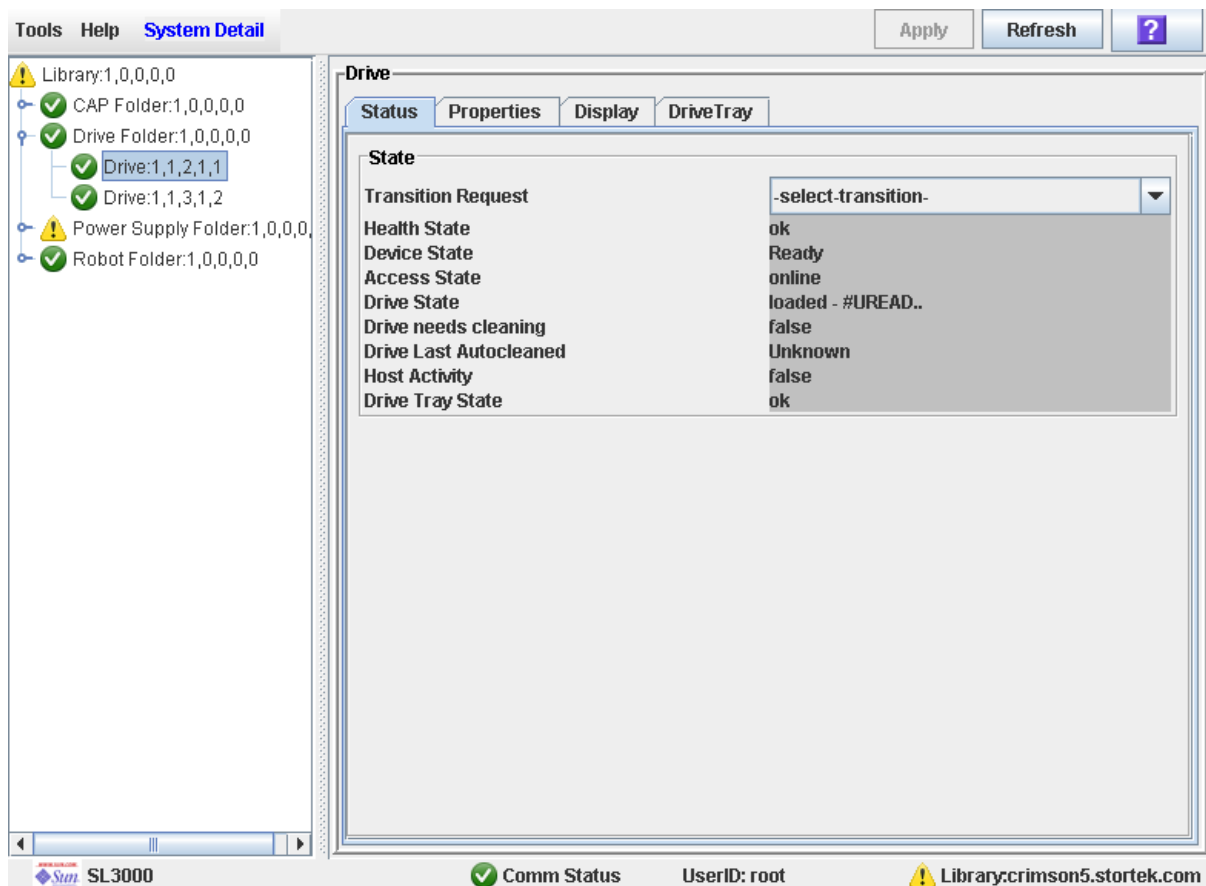 Tools Help System Detail Apply Refresh ?
Library:1,0,0,0,0
CAP Folder:1,0,0,0,0
Drive Folder:1,0,0,0,0
Drive:1,1,2,1,1
Drive:1,1,3,1,2
Power Supply Folder:1,0,0,0,
Robot Folder:1,0,0,0,0
Drive
Status Properties Display DriveTray
State
Transition Request -select-transition-
Health State ok
Device State Ready
Access State online
Drive State loaded - #UREAD..
Drive needs cleaning false
Drive Last Autocleaned Unknown
Host Activity false
Drive Tray State ok
Sun SL3000 Comm Status UserID: root Library:crimson5.stortek.com